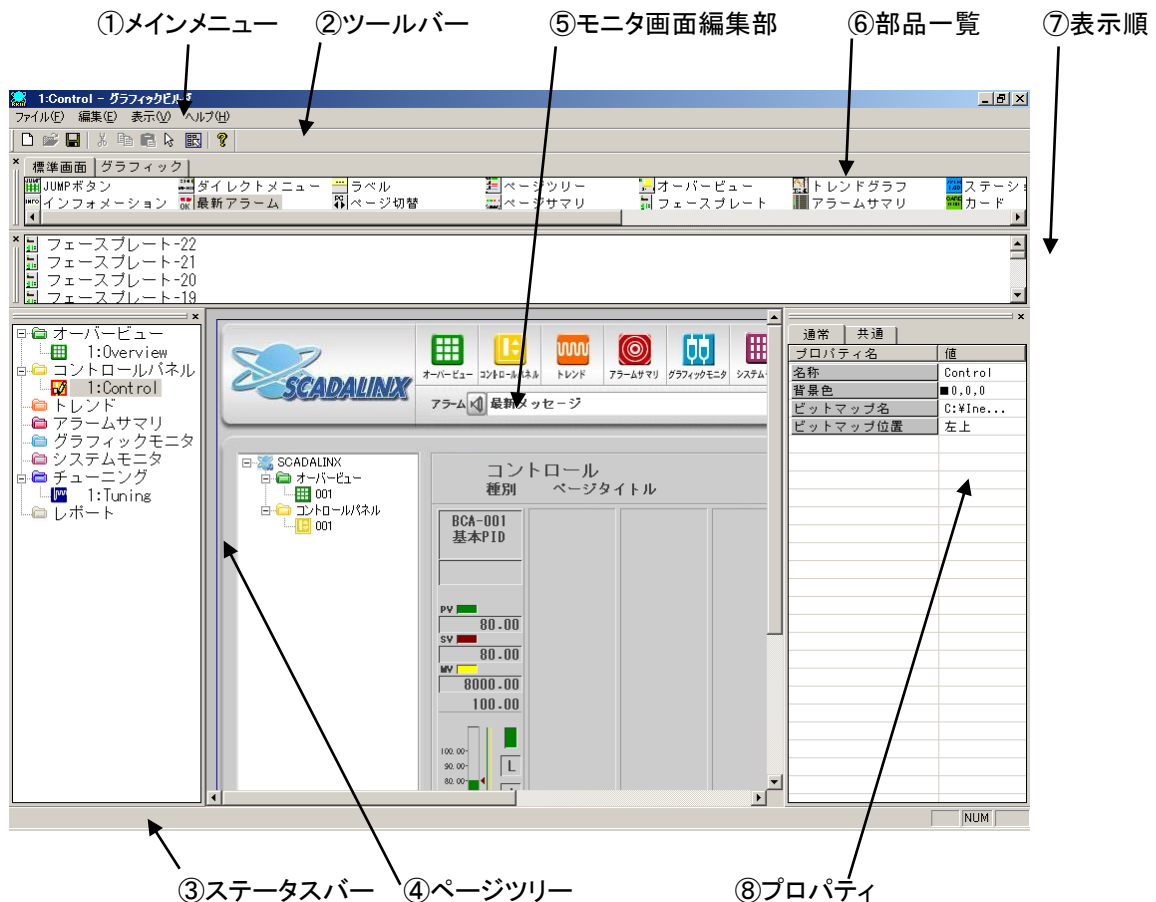 ①メインメニュー ②ツールバー ⑤モニタ画面編集部 ⑥部品一覧 ⑦表示順
1:Control - グラフィックビルダ
ファイル(F) 編集(E) 表示(V) ヘルプ(H)
標準画面 グラフィック
JUMPボタン ダイレクトメニュー ラベル ページツリー オーバービュー トレンドグラフ ステーショ
インフォメーション 最新アラーム ページ切替 ページサマリ フェースプレート アラームサマリ カード
フェースプレート-22
フェースプレート-21
フェースプレート-20
フェースプレート-19
オーバービュー
1:Overview
コントロールパネル
1:Control
トレンド
アラームサマリ
グラフィックモニタ
システムモニタ
チューニング
1:Tuning
レポート
SCADALINX
オーバービュー コントロールパネル トレンド アラームサマリ グラフィックモニタ システム
アラーム 最新メッセージ
SCADALINX
オーバービュー
001
コントロールパネル
001
コントロール
種別 ページタイトル
BCA-001
基本PID
PV
80.00
SV
80.00
MV
8000.00
100.00
100.00
90.00
80.00
L
通常 共通
プロパティ名 値
名称 Control
背景色 ■0,0,0
ビットマップ名 C:¥Ine...
ビットマップ位置 左上
NUM
③ステータスバー ④ページツリー ⑧プロパティ